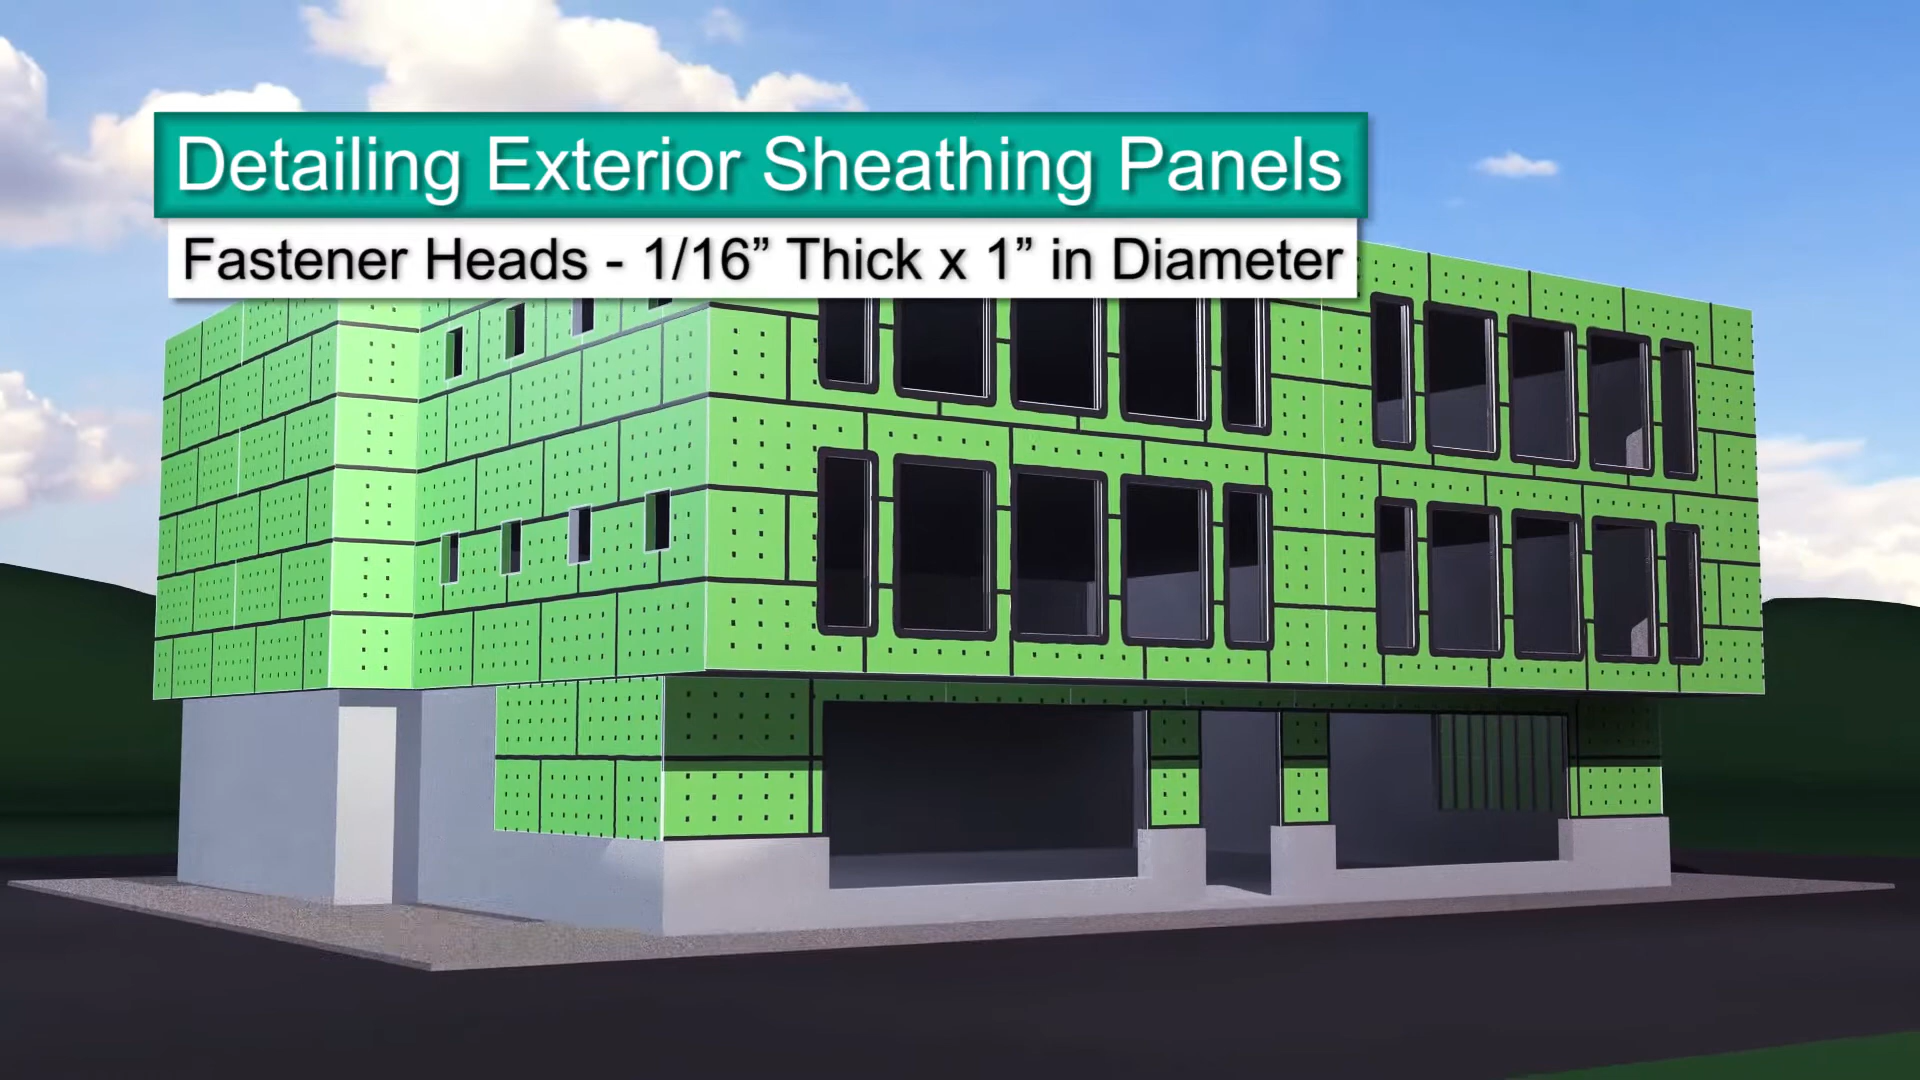 Detailing Exterior Sheathing Panels
Fastener Heads - 1/16” Thick x 1” in Diameter